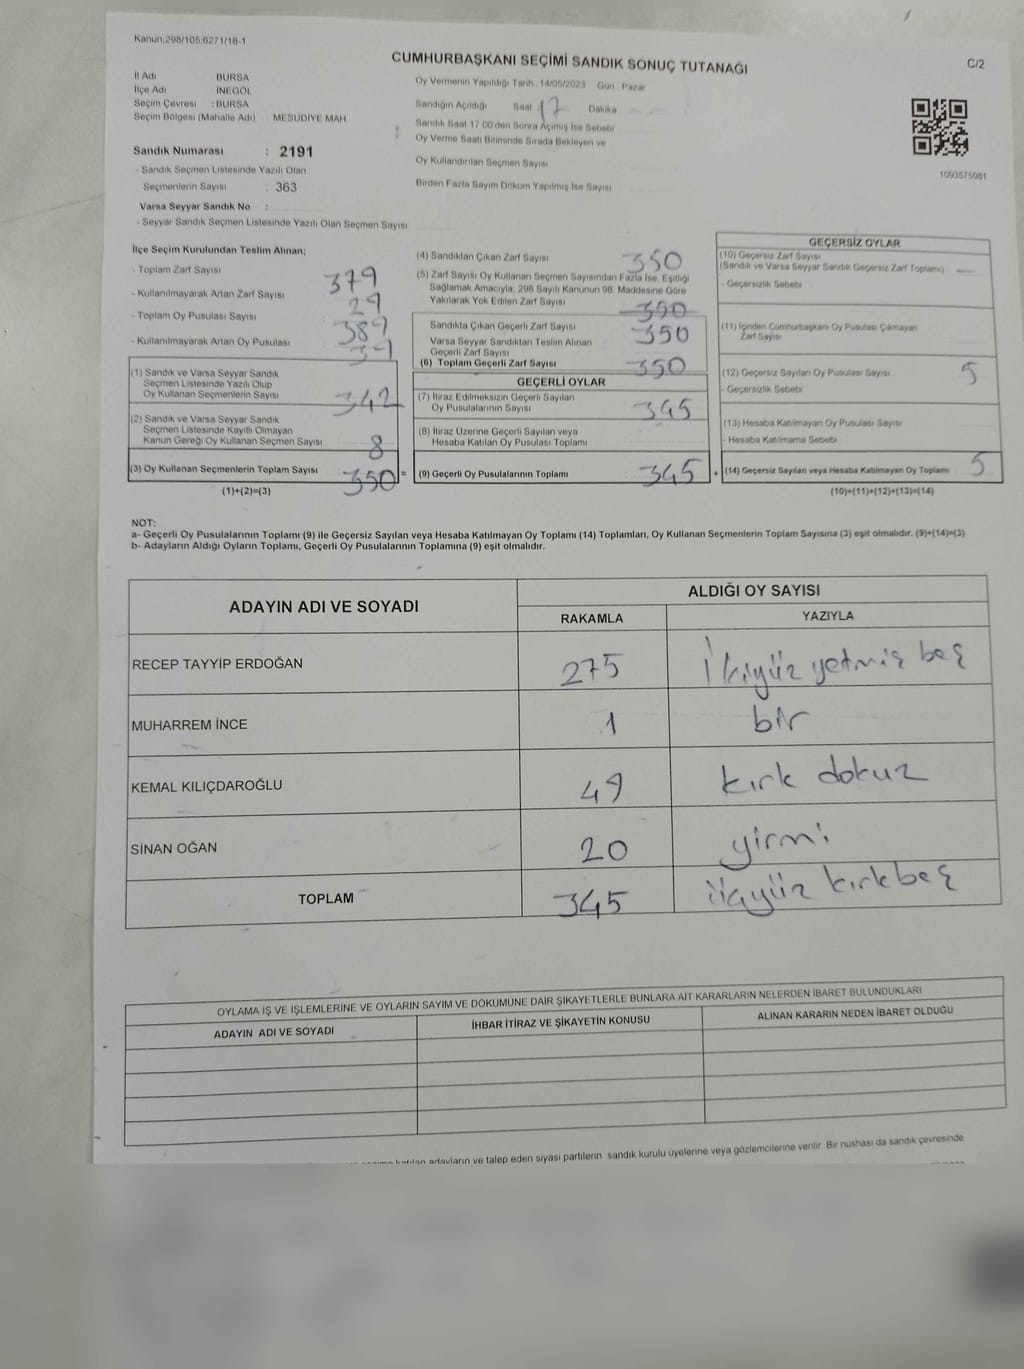 Kanun.298/105.6271/18-1
CUMHURBAŞKANI SEÇİMİ SANDIK SONUÇ TUTANAĞI
C/2
İl Adı BURSA
İlçe Adı İNEGÖL
Seçim Çevresi : BURSA
Seçim Bölgesi (Mahalle Adı) MESUDİYE MAH.
Oy Vermenin Yapıldığı Tarih 14/05/2023 Gün Pazar
Sandığın Açıldığı Saat 17 Dakika
Sandık Saat 17:00'den Sonra Açılmış İse Sebebi
Oy Verme Saati Bitiminde Sırada Bekleyen ve
Oy Kullandırılan Seçmen Sayısı
Birden Fazla Sayım Döküm Yapılmış İse Sayısı
1093575981
Sandık Numarası : 2191
- Sandık Seçmen Listesinde Yazılı Olan
Seçmenlerin Sayısı : 363
Varsa Seyyar Sandık No :
- Seyyar Sandık Seçmen Listesinde Yazılı Olan Seçmen Sayısı
İlçe Seçim Kurulundan Teslim Alınan;
- Toplam Zarf Sayısı 379
- Kullanılmayarak Artan Zarf Sayısı 29
- Toplam Oy Pusulası Sayısı 389
- Kullanılmayarak Artan Oy Pusulası 39
(1) Sandık ve Varsa Seyyar Sandık
Seçmen Listesinde Yazılı Olup
Oy Kullanan Seçmenlerin Sayısı 342
(2) Sandık ve Varsa Seyyar Sandık
Seçmen Listesinde Kayıtlı Olmayan
Kanun Gereği Oy Kullanan Seçmen Sayısı 8
(3) Oy Kullanan Seçmenlerin Toplam Sayısı 350 =
(1)+(2)=(3)
(4) Sandıktan Çıkan Zarf Sayısı 350
(5) Zarf Sayısı Oy Kullanan Seçmen Sayısından Fazla İse, Eşitliği
Sağlamak Amacıyla, 298 Sayılı Kanunun 98. Maddesine Göre
Yakılarak Yok Edilen Zarf Sayısı 350
Sandıkta Çıkan Geçerli Zarf Sayısı 350
Varsa Seyyar Sandıktan Teslim Alınan
Geçerli Zarf Sayısı
(6) Toplam Geçerli Zarf Sayısı 350
GEÇERLİ OYLAR
(7) İtiraz Edilmeksizin Geçerli Sayılan
Oy Pusulalarının Sayısı 345
(8) İtiraz Üzerine Geçerli Sayılan veya
Hesaba Katılan Oy Pusulası Toplamı
(9) Geçerli Oy Pusulalarının Toplamı 345 +
GEÇERSİZ OYLAR
(10) Geçersiz Zarf Sayısı
(Sandık ve Varsa Seyyar Sandık Geçersiz Zarf Toplamı)
- Geçersizlik Sebebi
(11) İçinden Cumhurbaşkanı Oy Pusulası Çıkmayan
Zarf Sayısı
(12) Geçersiz Sayılan Oy Pusulası Sayısı 5
- Geçersizlik Sebebi
(13) Hesaba Katılmayan Oy Pusulası Sayısı
- Hesaba Katılmama Sebebi
(14) Geçersiz Sayılan veya Hesaba Katılmayan Oy Toplamı 5
(10)+(11)+(12)+(13)=(14)
NOT:
a- Geçerli Oy Pusulalarının Toplamı (9) ile Geçersiz Sayılan veya Hesaba Katılmayan Oy Toplamı (14) Toplamları, Oy Kullanan Seçmenlerin Toplam Sayısına (3) eşit olmalıdır. (9)+(14)=(3)
b- Adayların Aldığı Oyların Toplamı, Geçerli Oy Pusulalarının Toplamına (9) eşit olmalıdır.
ADAYIN ADI VE SOYADI
ALDIĞI OY SAYISI
RAKAMLA YAZIYLA
RECEP TAYYİP ERDOĞAN 275 İkiyüz yetmiş beş
MUHARREM İNCE 1 bir
KEMAL KILIÇDAROĞLU 49 kırk dokuz
SİNAN OĞAN 20 yirmi
TOPLAM 345 üçyüz kırkbeş
OYLAMA İŞ VE İŞLEMLERİNE VE OYLARIN SAYIM VE DÖKÜMÜNE DAİR ŞİKAYETLERLE BUNLARA AİT KARARLARIN NELERDEN İBARET BULUNDUKLARI
ADAYIN ADI VE SOYADI İHBAR İTİRAZ VE ŞİKAYETİN KONUSU ALINAN KARARIN NEDEN İBARET OLDUĞU
katılan adayların ve talep eden siyasi partilerin sandık kurulu üyelerine veya gözlemcilerine verilir. Bir nüshası da sandık çevresinde